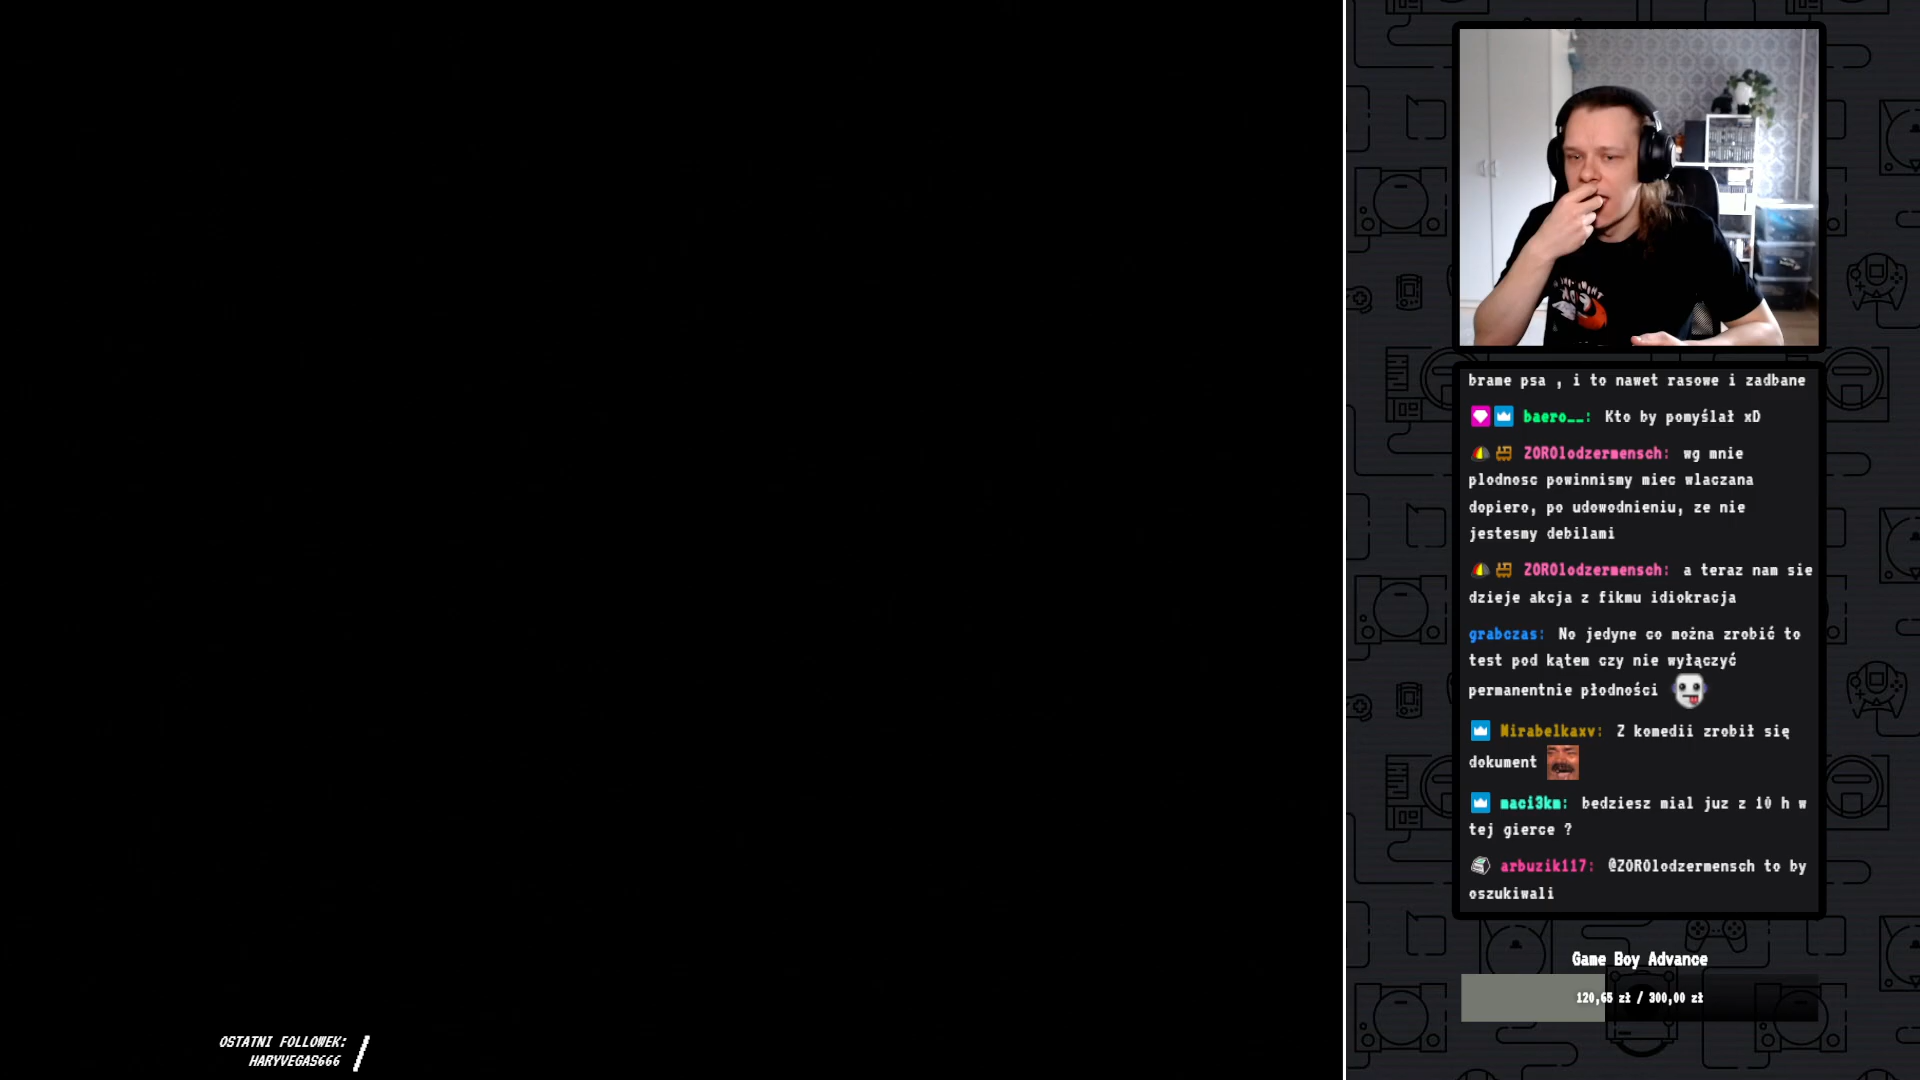 brame psa , i to nawet rasowe i zadbane
baero__: Kto by pomyślał xD
ZOROlodzermensch: wg mnie
plodnosc powinnismy miec wlaczana
dopiero, po udowodnieniu, ze nie
jestesmy debilami
ZOROlodzermensch: a teraz nam sie
dzieje akcja z fikmu idiokracja
grabczas: No jedyne co można zrobić to
test pod kątem czy nie wyłączyć
permanentnie płodności
Mirabelkaxv: Z komedii zrobił się
dokument
maci3km: bedziesz mial juz z 10 h w
tej gierce ?
arbuzik117: @ZOROlodzermensch to by
oszukiwali
Game Boy Advance
120,65 zł / 300,00 zł
OSTATNI FOLLOWEK:
HARYVEGAS666